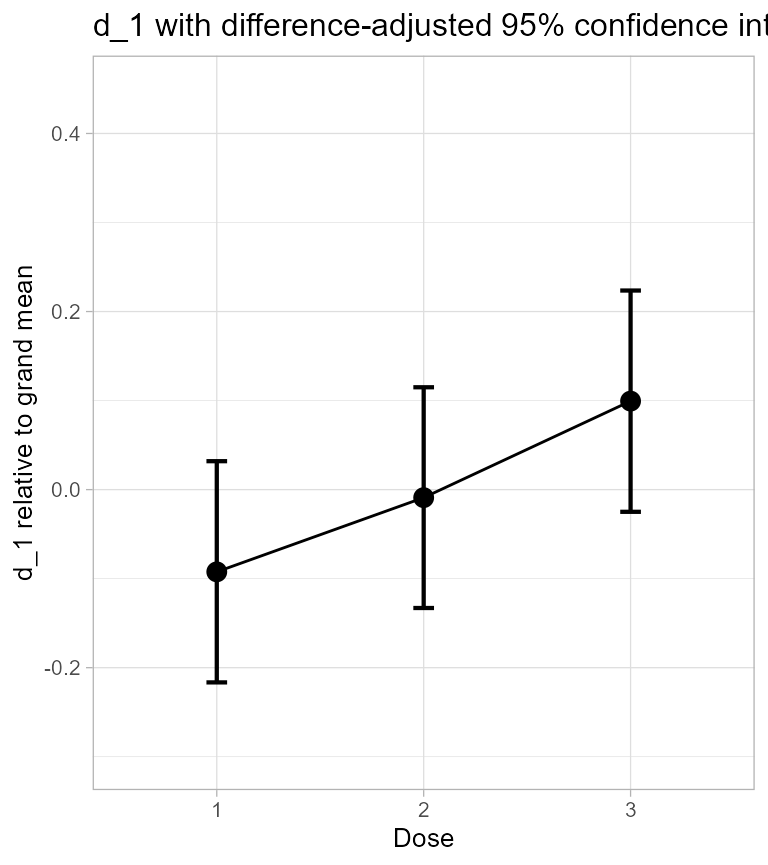 d_1 with difference-adjusted 95% confidence int
0.4
0.2
0.0
-0.2
d_1 relative to grand mean
1 2 3
Dose